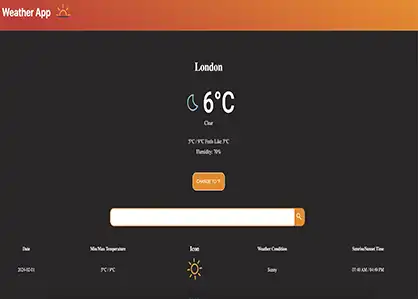 Weather App
London
6°C
Clear
5°C / 9°C Feels Like 3°C
Humidity: 70%
CHANGE TO °F
Date Min/Max Temperature Icon Weather Condition Sunrise/Sunset Time
2024-02-01 5°C / 9°C Sunny 07:40 AM / 04:49 PM